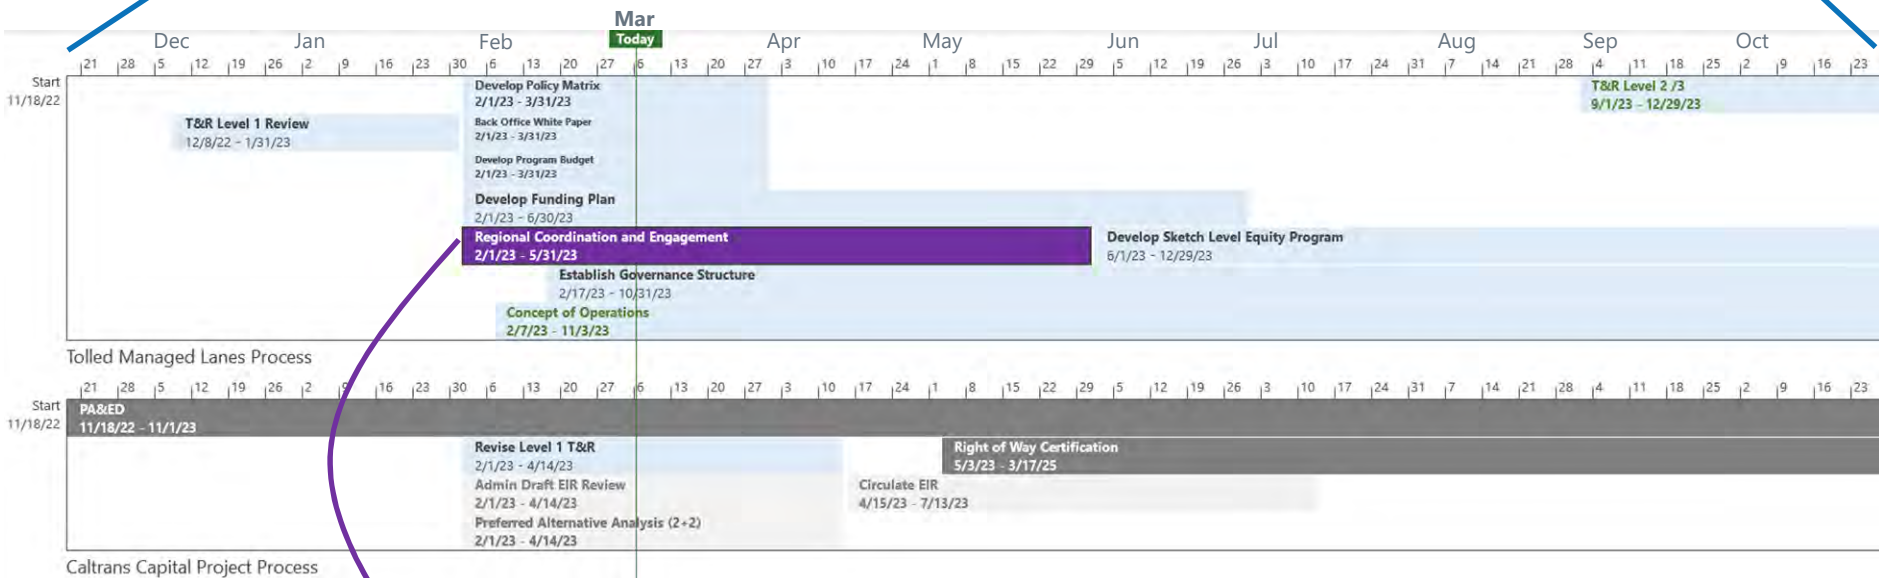 Mar
Today
Dec Jan Feb Apr May Jun Jul Aug Sep Oct
21 28 5 12 19 26 2 9 16 23 30 6 13 20 27 6 13 20 27 3 10 17 24 1 8 15 22 29 5 12 19 26 3 10 17 24 31 7 14 21 28 4 11 18 25 2 9 16 23
Start
11/18/22
Develop Policy Matrix
2/1/23 - 3/31/23
T&R Level 2 /3
9/1/23 - 12/29/23
T&R Level 1 Review
12/8/22 - 1/31/23
Back Office White Paper
2/1/23 - 3/31/23
Develop Program Budget
2/1/23 - 3/31/23
Develop Funding Plan
2/1/23 - 6/30/23
Regional Coordination and Engagement
2/1/23 - 5/31/23
Develop Sketch Level Equity Program
6/1/23 - 12/29/23
Establish Governance Structure
2/17/23 - 10/31/23
Concept of Operations
2/7/23 - 11/3/23
Tolled Managed Lanes Process
21 28 5 12 19 26 2 9 16 23 30 6 13 20 27 6 13 20 27 3 10 17 24 1 8 15 22 29 5 12 19 26 3 10 17 24 31 7 14 21 28 4 11 18 25 2 9 16 23
Start
11/18/22
PA&ED
11/18/22 - 11/1/23
Revise Level 1 T&R
2/1/23 - 4/14/23
Right of Way Certification
5/3/23 - 3/17/25
Admin Draft EIR Review
2/1/23 - 4/14/23
Circulate EIR
4/15/23 - 7/13/23
Preferred Alternative Analysis (2+2)
2/1/23 - 4/14/23
Caltrans Capital Project Process